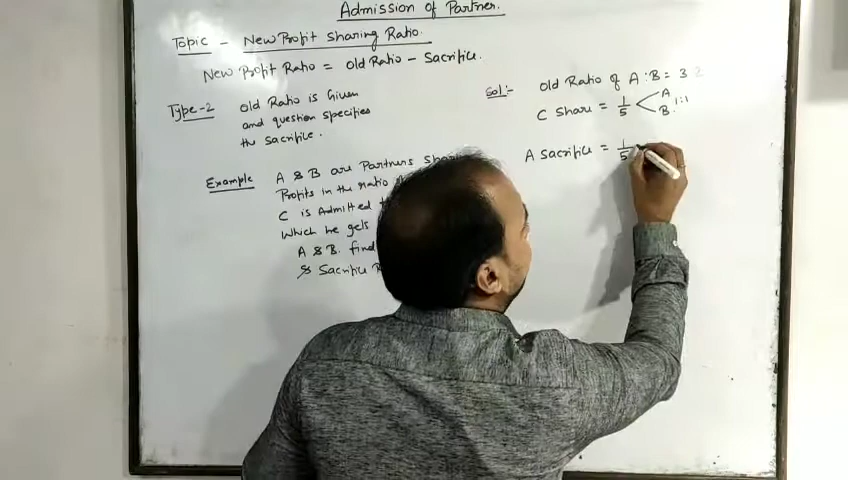 Admission of Partner.
Topic - New Profit Sharing Ratio.
New Profit Ratio = Old Ratio - Sacrifice.
Type-2 Old Ratio is Given
and question specifies
the Sacrifice.
Example A & B are Partners
Profits in the ratio
C is Admitted
Which he gets
A & B. find
& Sacrifice
Sol:- Old Ratio of A:B = 3 2
C Share = 1/5 < A
B 1:1
A Sacrifice = 1/5